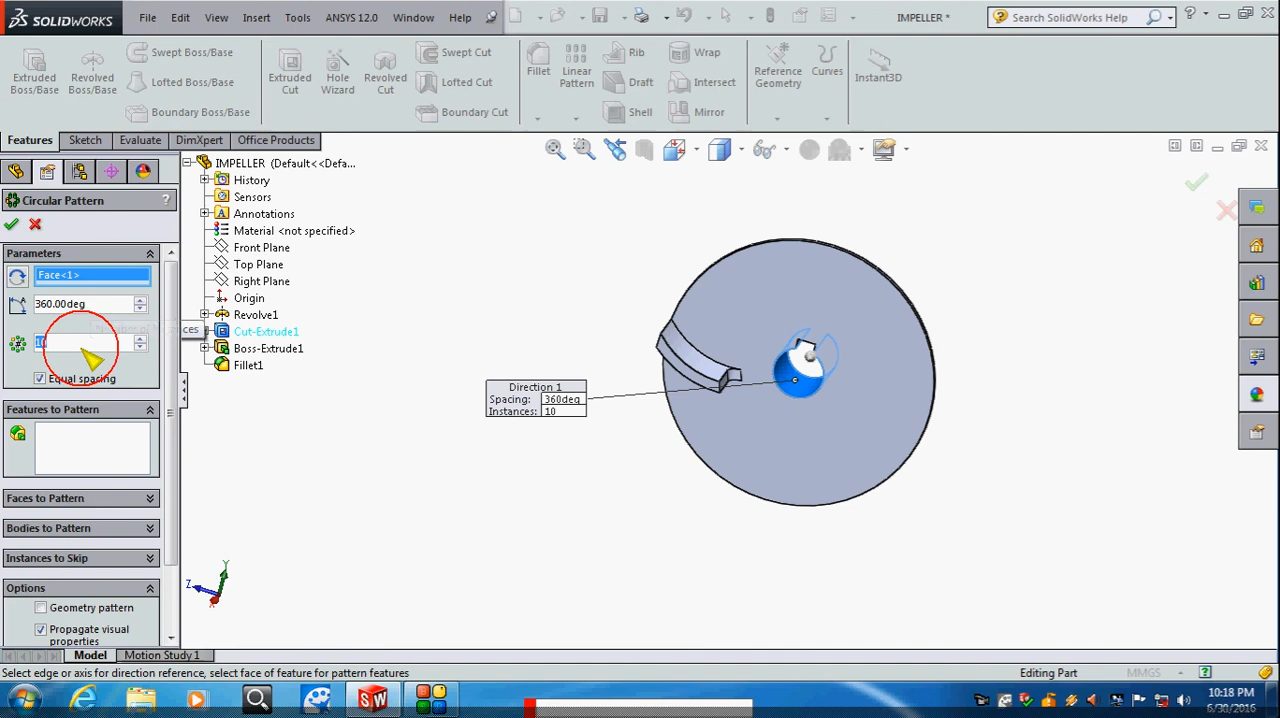 SOLIDWORKS File Edit View Insert Tools ANSYS 12.0 Window Help IMPELLER * Search SolidWorks Help
Extruded Boss/Base
Revolved Boss/Base
Swept Boss/Base
Lofted Boss/Base
Boundary Boss/Base
Extruded Cut
Hole Wizard
Revolved Cut
Swept Cut
Lofted Cut
Boundary Cut
Fillet
Linear Pattern
Rib
Draft
Shell
Wrap
Intersect
Mirror
Reference Geometry
Curves
Instant3D
Features Sketch Evaluate DimXpert Office Products
Circular Pattern ?
Parameters
Face<1>
360.00deg
10
Equal spacing
Features to Pattern
Faces to Pattern
Bodies to Pattern
Instances to Skip
Options
Geometry pattern
Propagate visual
properties
IMPELLER (Default<<Defa...
History
Sensors
Annotations
Material <not specified>
Front Plane
Top Plane
Right Plane
Origin
Revolve1
Cut-Extrude1
Boss-Extrude1
Fillet1
Direction 1
Spacing: 360deg
Instances: 10
Y
Z
X
Model Motion Study 1
Select edge or axis for direction reference, select face of feature for pattern features Editing Part MMGS
10:18 PM
6/30/2016